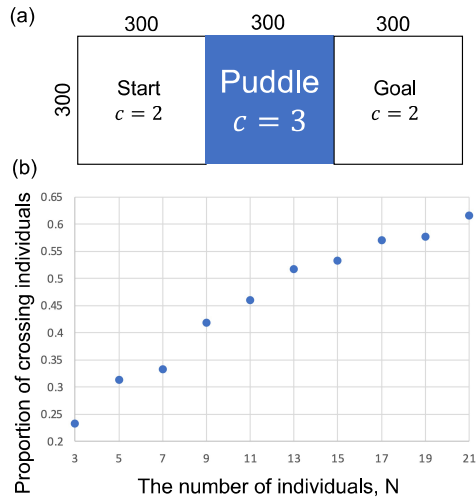 (a)
300 300 300
300
Start
c = 2
Puddle
c = 3
Goal
c = 2
(b)
Proportion of crossing individuals
0.65
0.6
0.55
0.5
0.45
0.4
0.35
0.3
0.25
0.2
3 5 7 9 11 13 15 17 19 21
The number of individuals, N